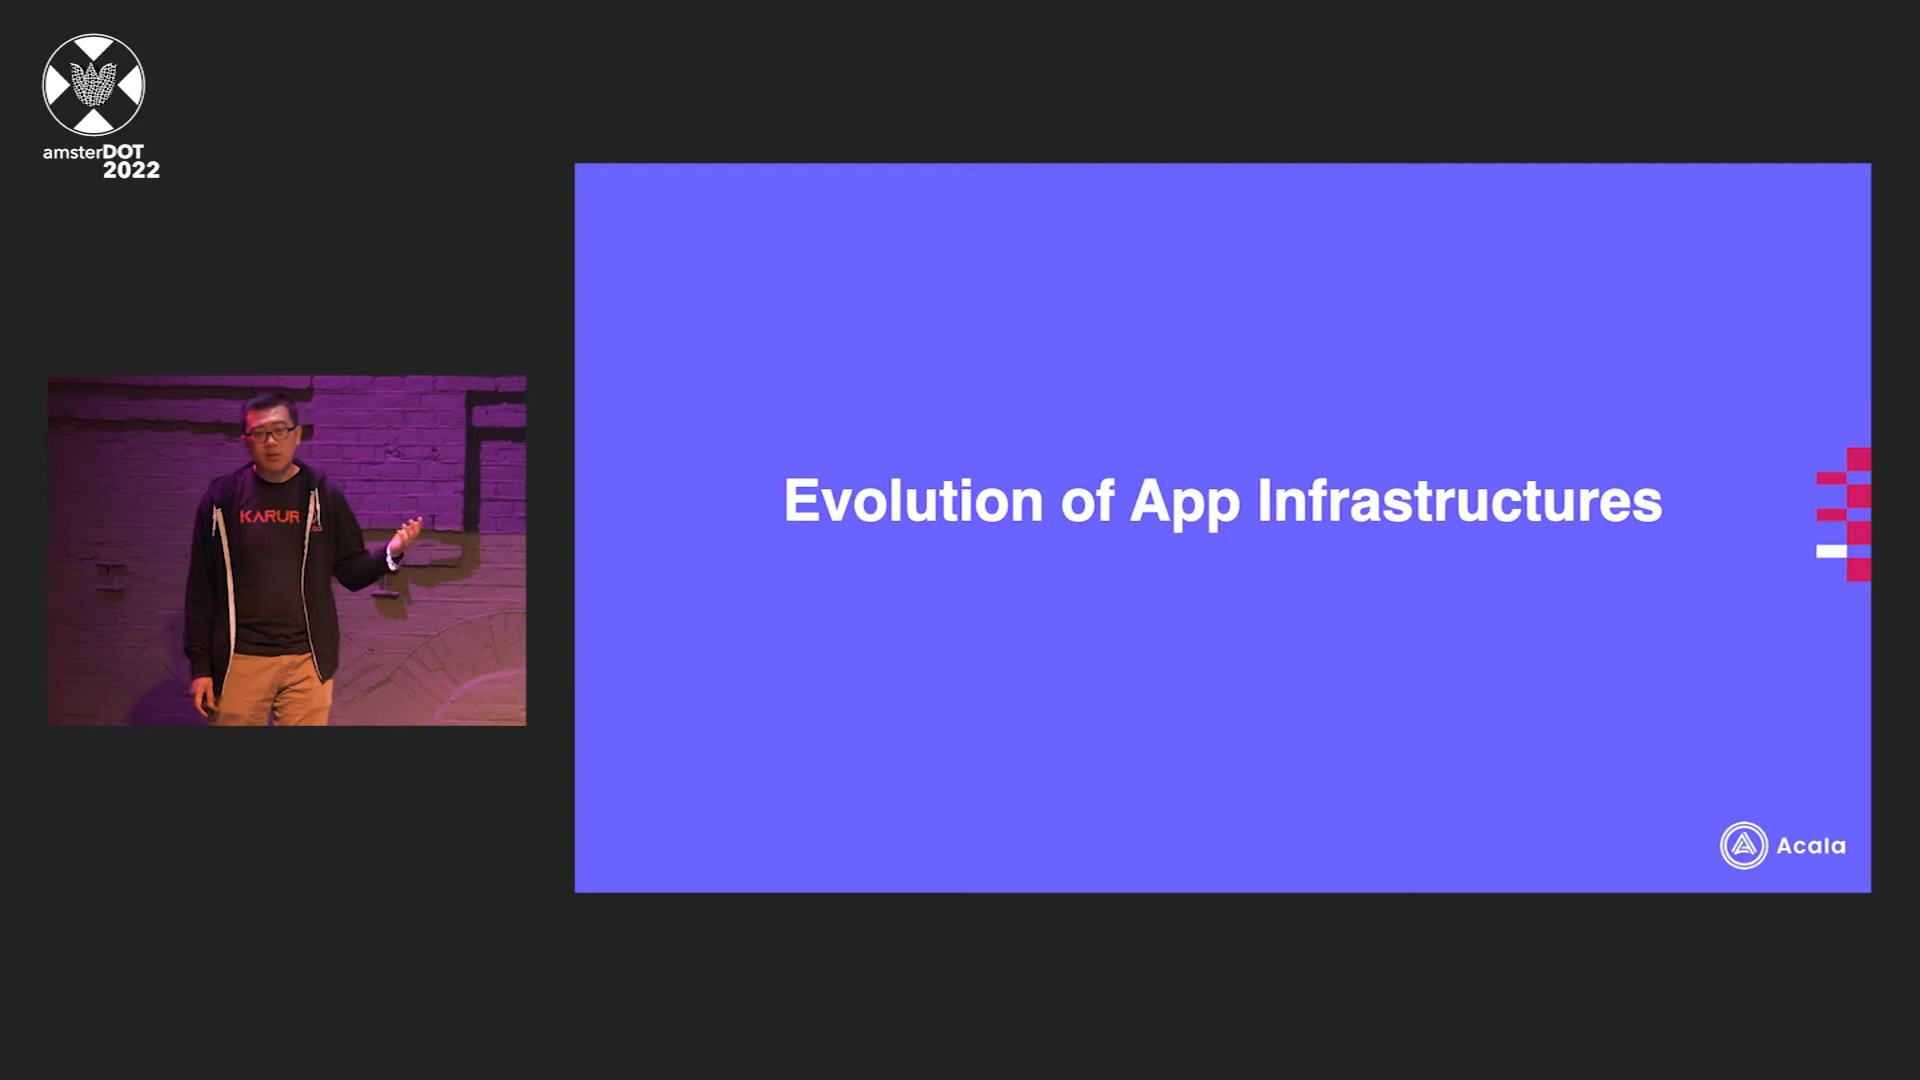 amsterDOT
2022
KARUR
Evolution of App Infrastructures
Acala